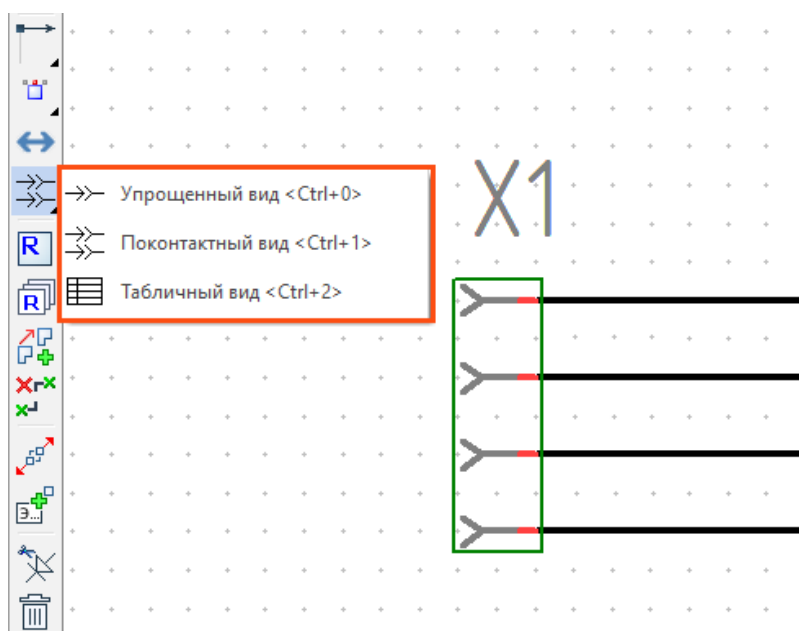 X1
Упрощенный вид <Ctrl+0>
Поконтактный вид <Ctrl+1>
Табличный вид <Ctrl+2>
R
R
Э...